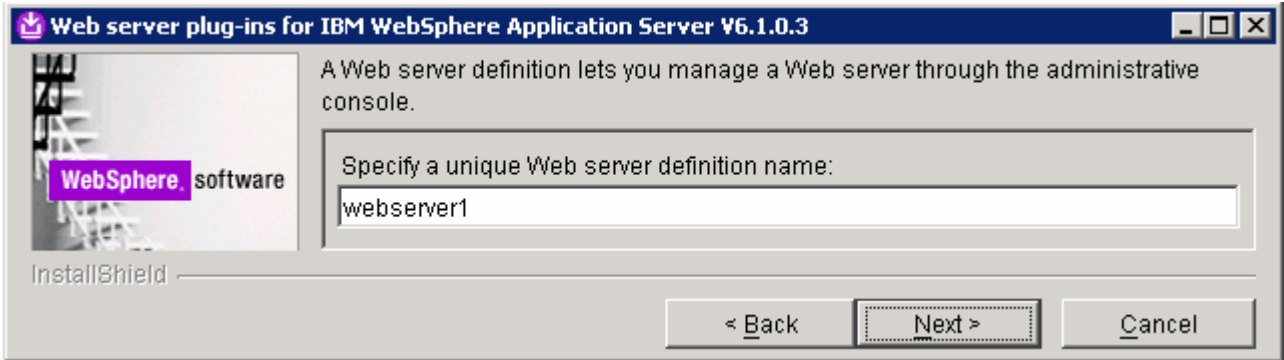 Web server plug-ins for IBM WebSphere Application Server V6.1.0.3
A Web server definition lets you manage a Web server through the administrative
console.
Specify a unique Web server definition name:
webserver1
WebSphere. software
InstallShield
< Back
Next >
Cancel